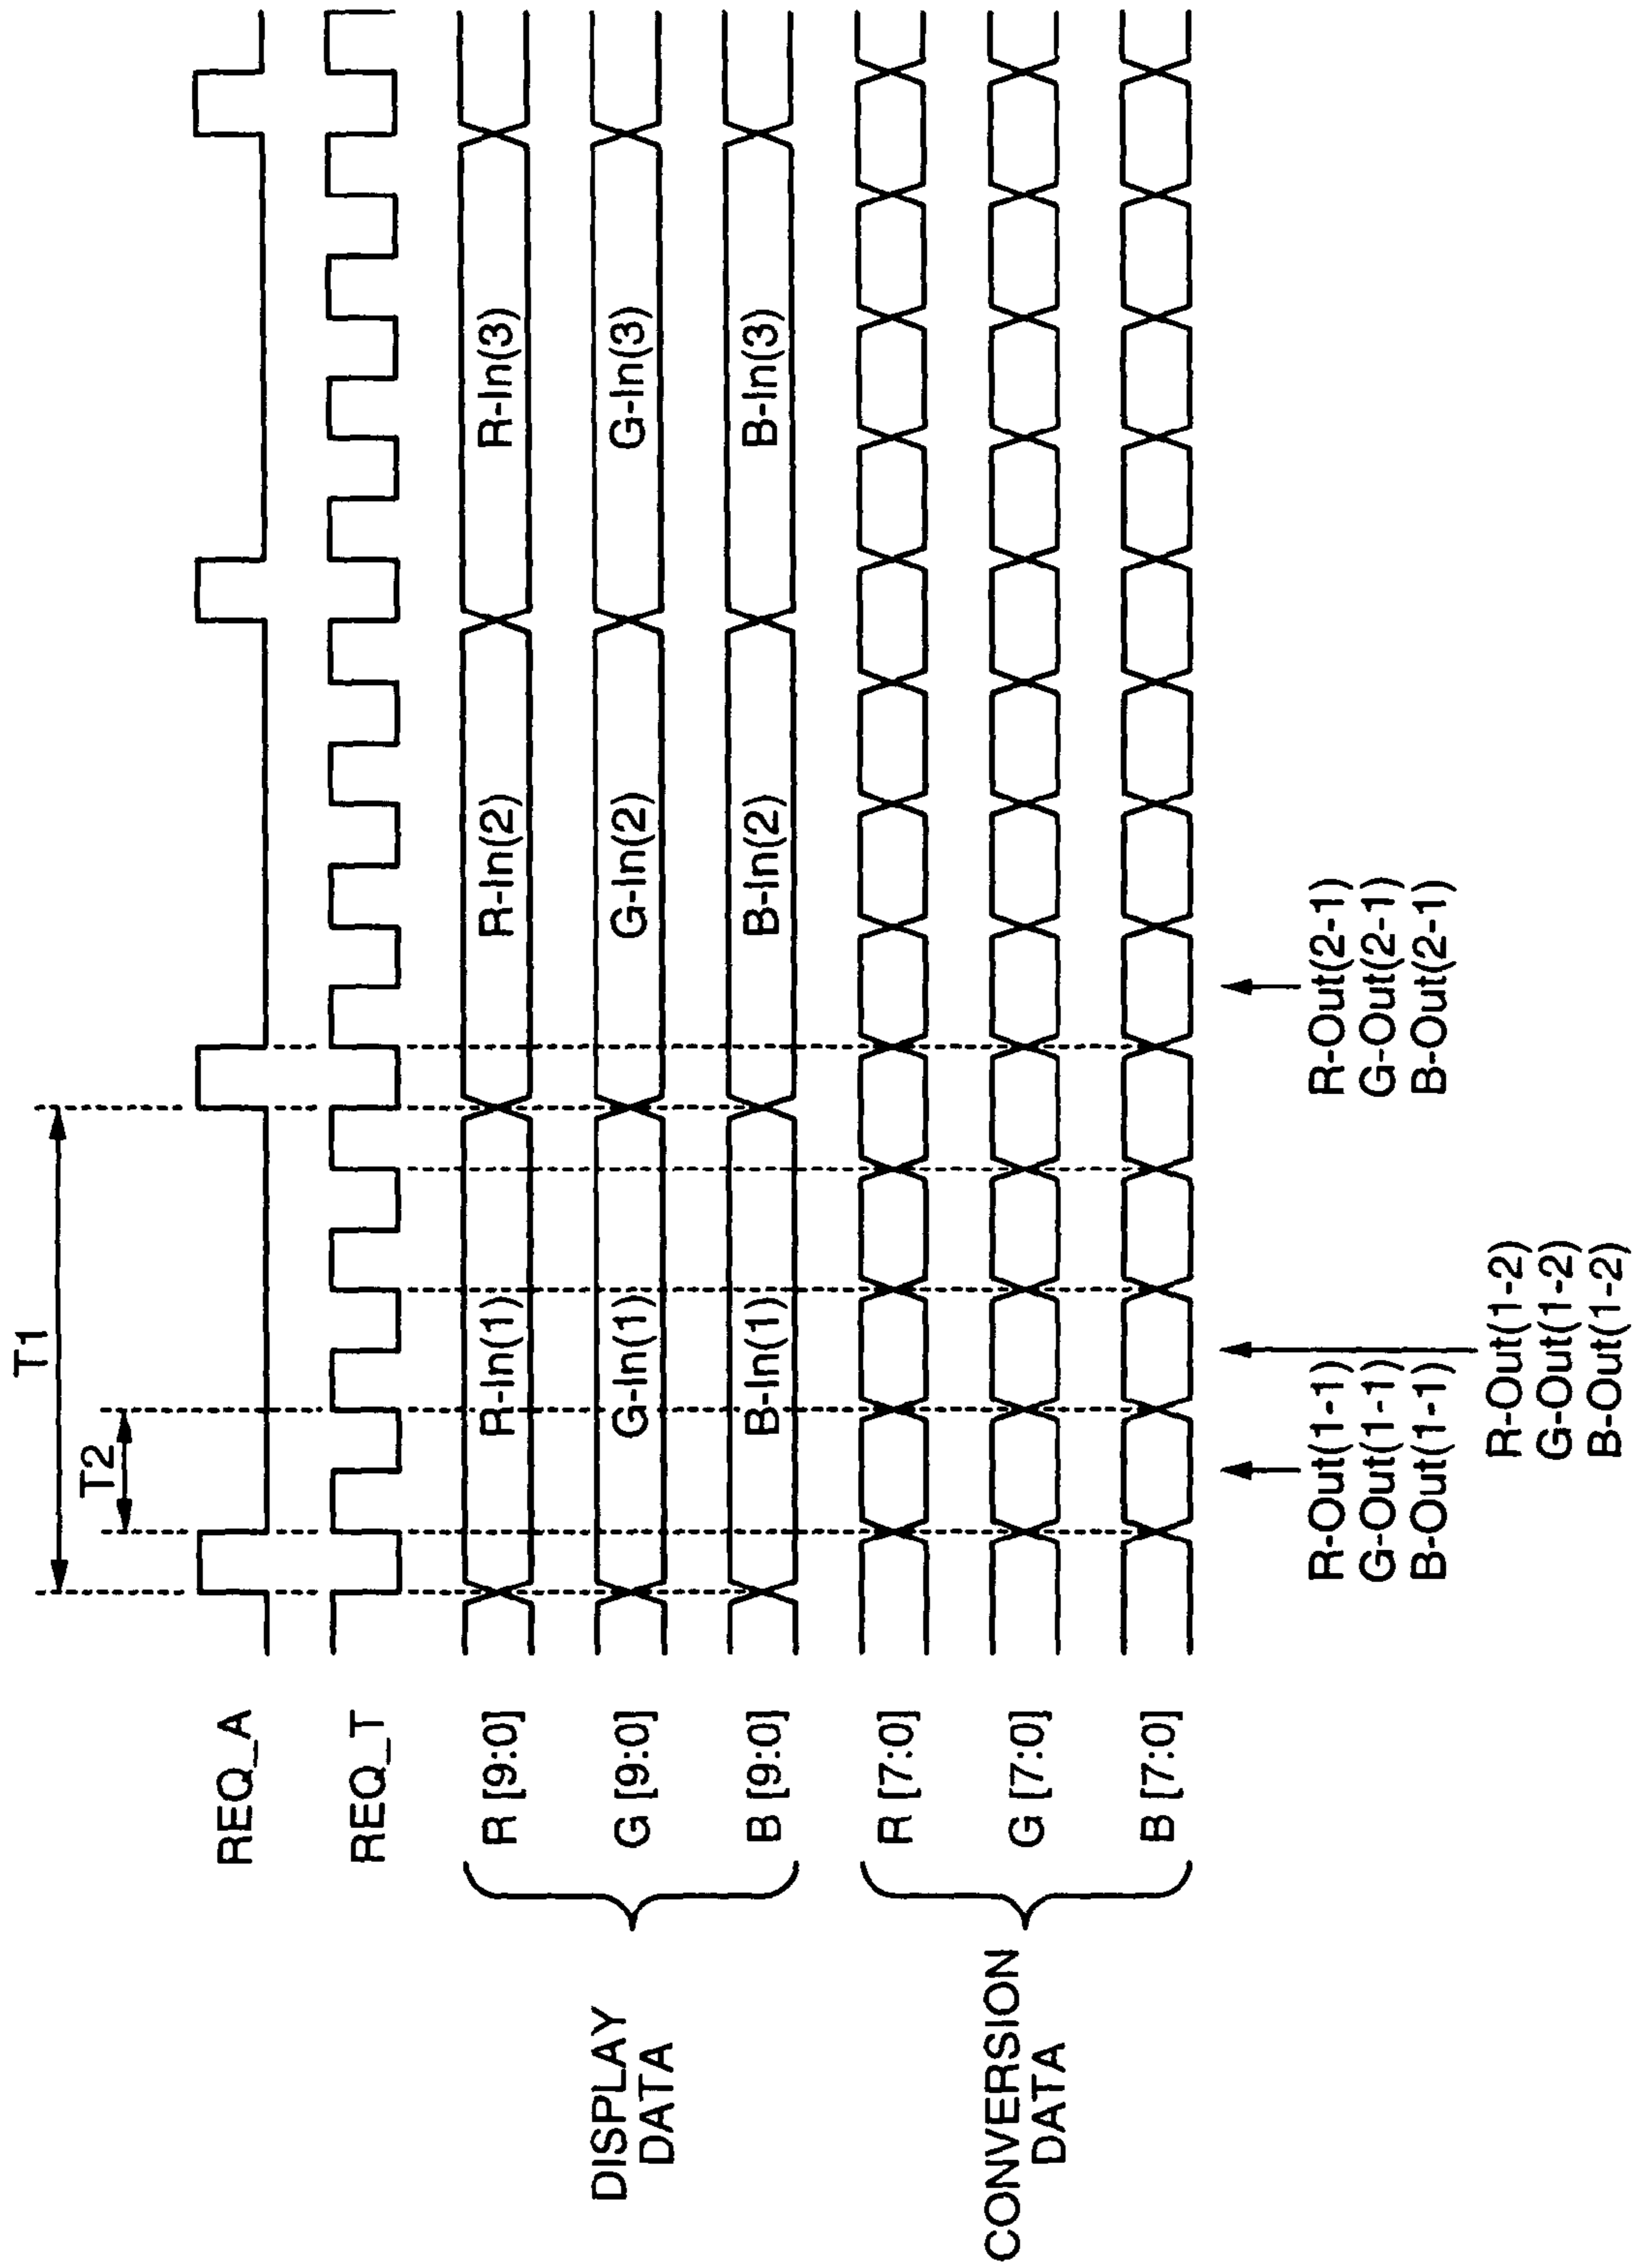 T1
T2
REQ_A
REQ_T
DISPLAY
DATA
R [9:0]
R-In(1)
R-In(2)
R-In(3)
G [9:0]
G-In(1)
G-In(2)
G-In(3)
B [9:0]
B-In(1)
B-In(2)
B-In(3)
CONVERSION
DATA
R [7:0]
G [7:0]
B [7:0]
R-Out(1-1)
G-Out(1-1)
B-Out(1-1)
R-Out(2-1)
G-Out(2-1)
B-Out(2-1)
R-Out(1-2)
G-Out(1-2)
B-Out(1-2)